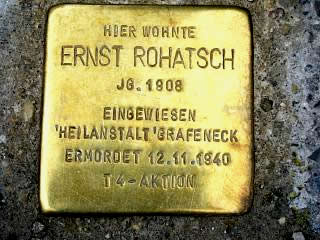 HIER WOHNTE
ERNST ROHATSCH
JG. 1908
EINGEWIESEN
'HEILANSTALT' GRAFENECK
ERMORDET 12.11.1940
T4-AKTION